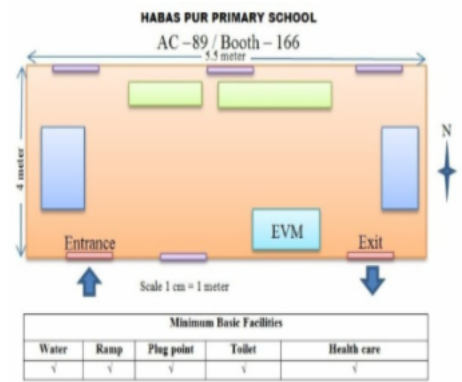 HABAS PUR PRIMARY SCHOOL
AC –89 / Booth – 166
5.5 meter
4 meter
N
EVM
Entrance
Exit
Scale 1 cm = 1 meter
Minimum Basic Facilities
Water Ramp Plug point Toilet Health care
√ √ √ √ √